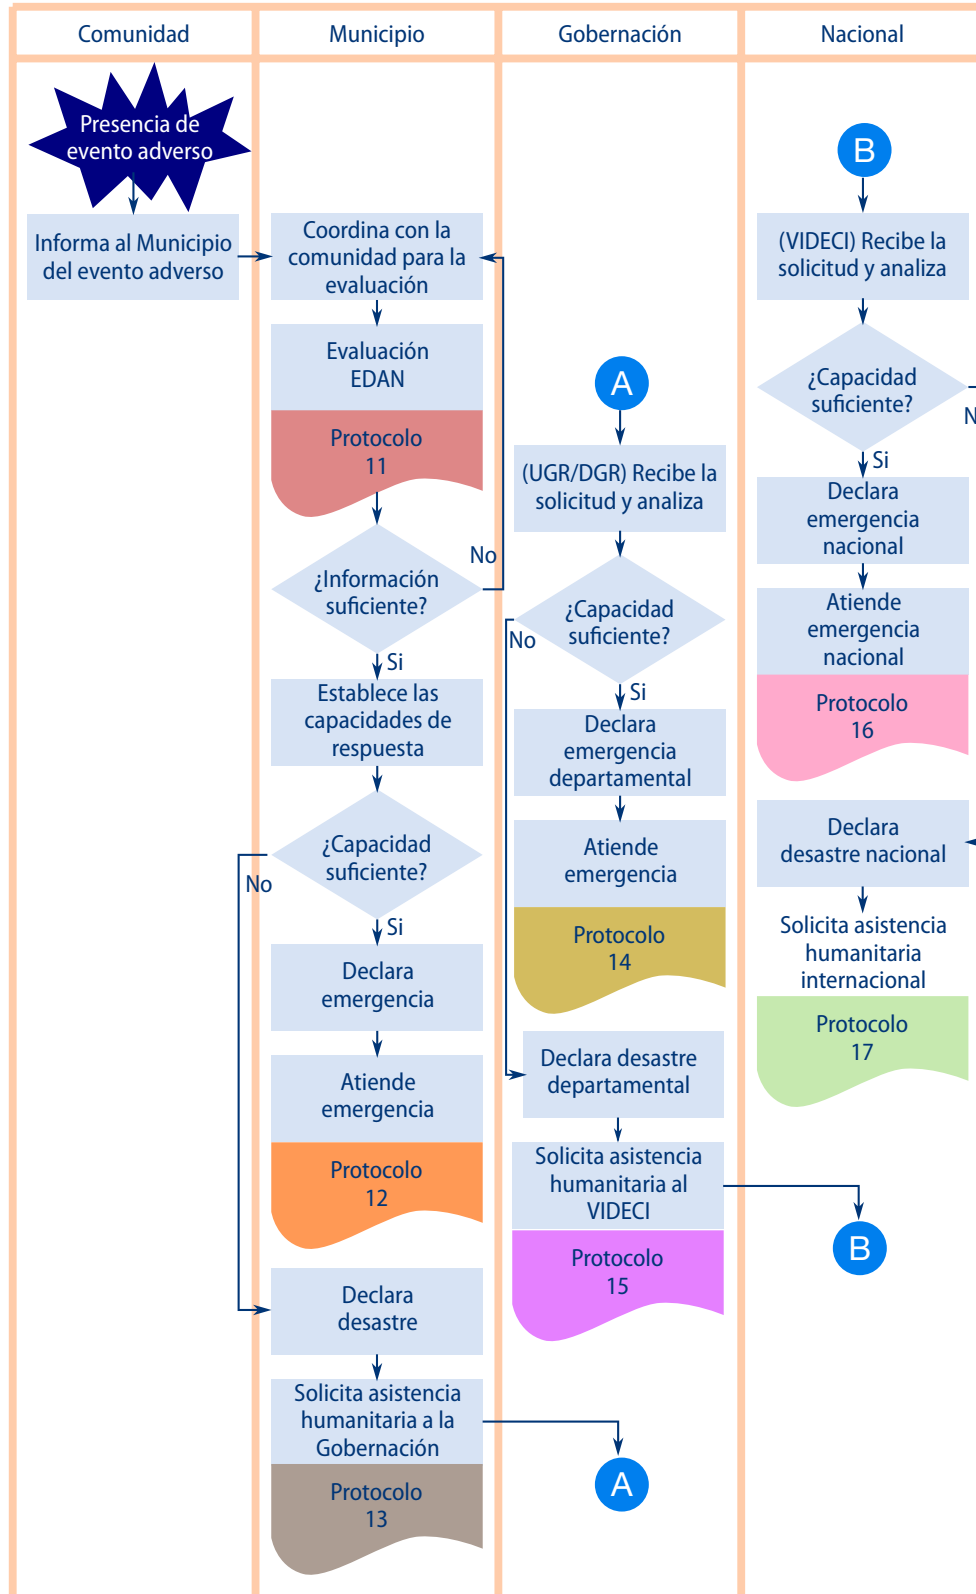 Comunidad
Municipio
Gobernación
Nacional
Presencia de
evento adverso
Informa al Municipio
del evento adverso
Coordina con la
comunidad para la
evaluación
Evaluación
EDAN
Protocolo
11
¿Información
suficiente?
No
Si
Establece las
capacidades de
respuesta
¿Capacidad
suficiente?
No
Si
Declara
emergencia
Atiende
emergencia
Protocolo
12
Declara
desastre
Solicita asistencia
humanitaria a la
Gobernación
Protocolo
13
A
(UGR/DGR) Recibe la
solicitud y analiza
¿Capacidad
suficiente?
No
Si
Declara
emergencia
departamental
Atiende
emergencia
Protocolo
14
Declara desastre
departamental
Solicita asistencia
humanitaria al
VIDECI
Protocolo
15
A
B
(VIDECI) Recibe la
solicitud y analiza
¿Capacidad
suficiente?
N
Si
Declara
emergencia
nacional
Atiende
emergencia
nacional
Protocolo
16
Declara
desastre nacional
Solicita asistencia
humanitaria
internacional
Protocolo
17
B